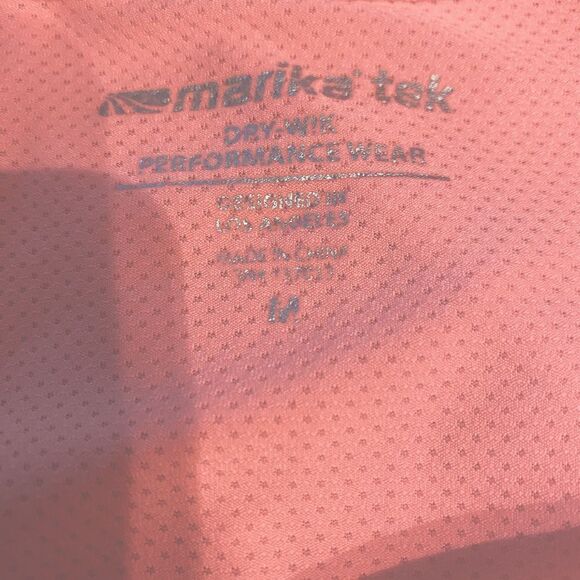 marika® tek
DRY-WIK
PERFORMANCE WEAR
DESIGNED IN
LOS ANGELES
MADE IN CHINA
M